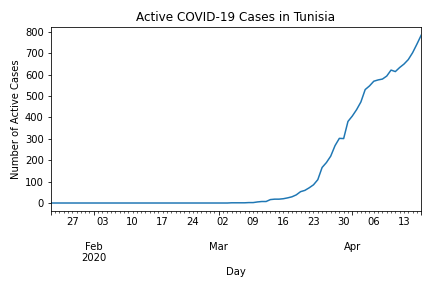 Active COVID-19 Cases in Tunisia
800
700
600
500
400
300
200
100
0
Number of Active Cases
27 03 10 17 24 02 09 16 23 30 06 13
Feb Mar Apr
2020
Day